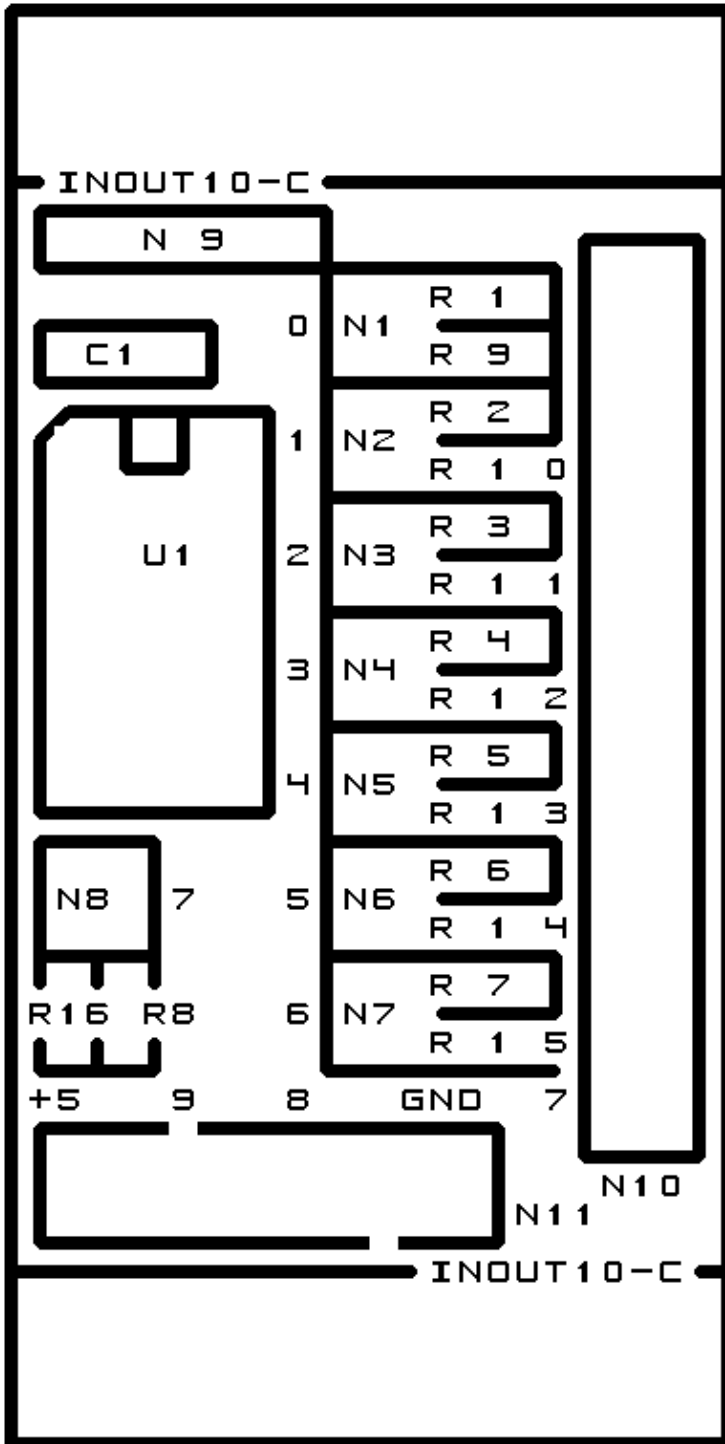 INOUT10-C
N 9
R 1
0 N1
C1 R 9
R 2
1 N2
R 1 0
R 3
U1 2 N3
R 1 1
R 4
3 N4
R 1 2
R 5
4 N5
R 1 3
R 6
N8 7 5 N6
R 1 4
R 7
R16 R8 6 N7
R 1 5
+5 9 8 GND 7
N10
N11
INOUT10-C